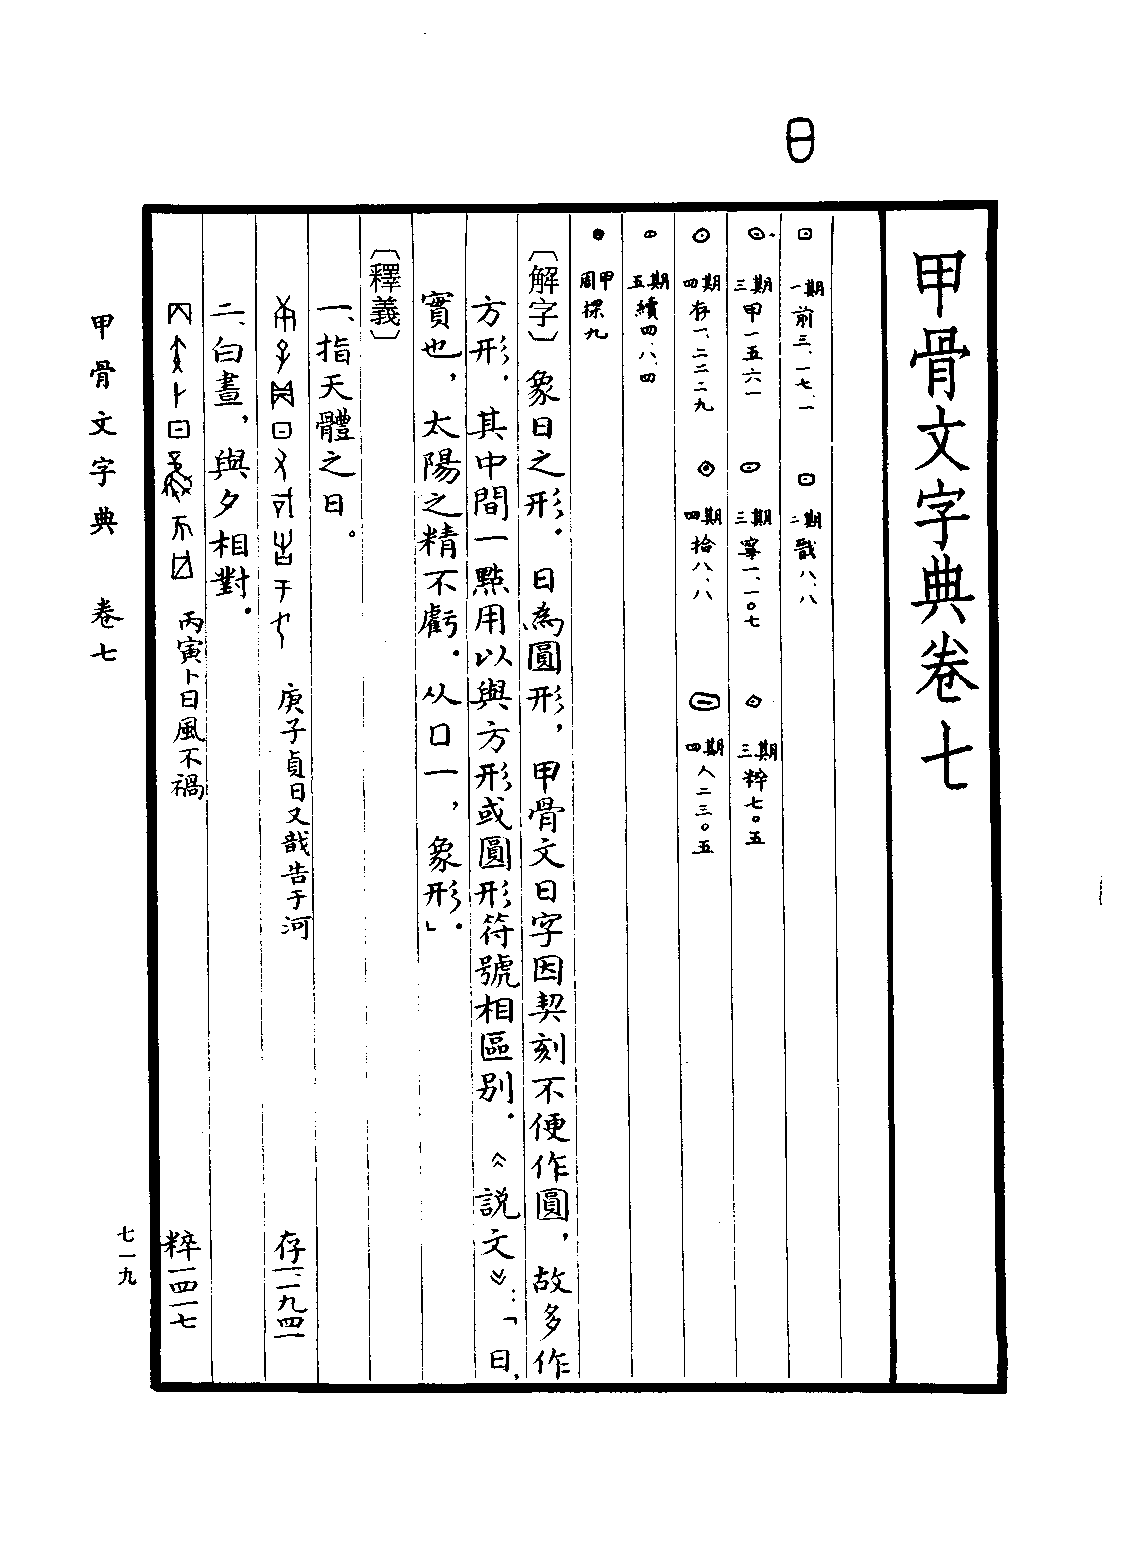 日
甲骨文字典卷七
一期 前三、一七、一
二期 戩八、八
三期 甲一五六一
三期 寧一、一〇七
三期 粹七〇五
四期 存一、二二二九
四期 拾八、八
四期 人二三〇五
五期 續四、八、四
周甲 探九
〔解字〕象日之形．日爲圓形，甲骨文日字因契刻不便作圓，故多作
方形．其中間一點用以與方形或圓形符號相區別．《說文》：「日，
實也，太陽之精不虧．从口一，象形．」
〔釋義〕
一、指天體之日。
庚子貞日又戠告于河 存一、一九四一
二、白晝，與夕相對．
丙寅卜日風不禍 粹一四一七
甲骨文字典 卷七
七一九